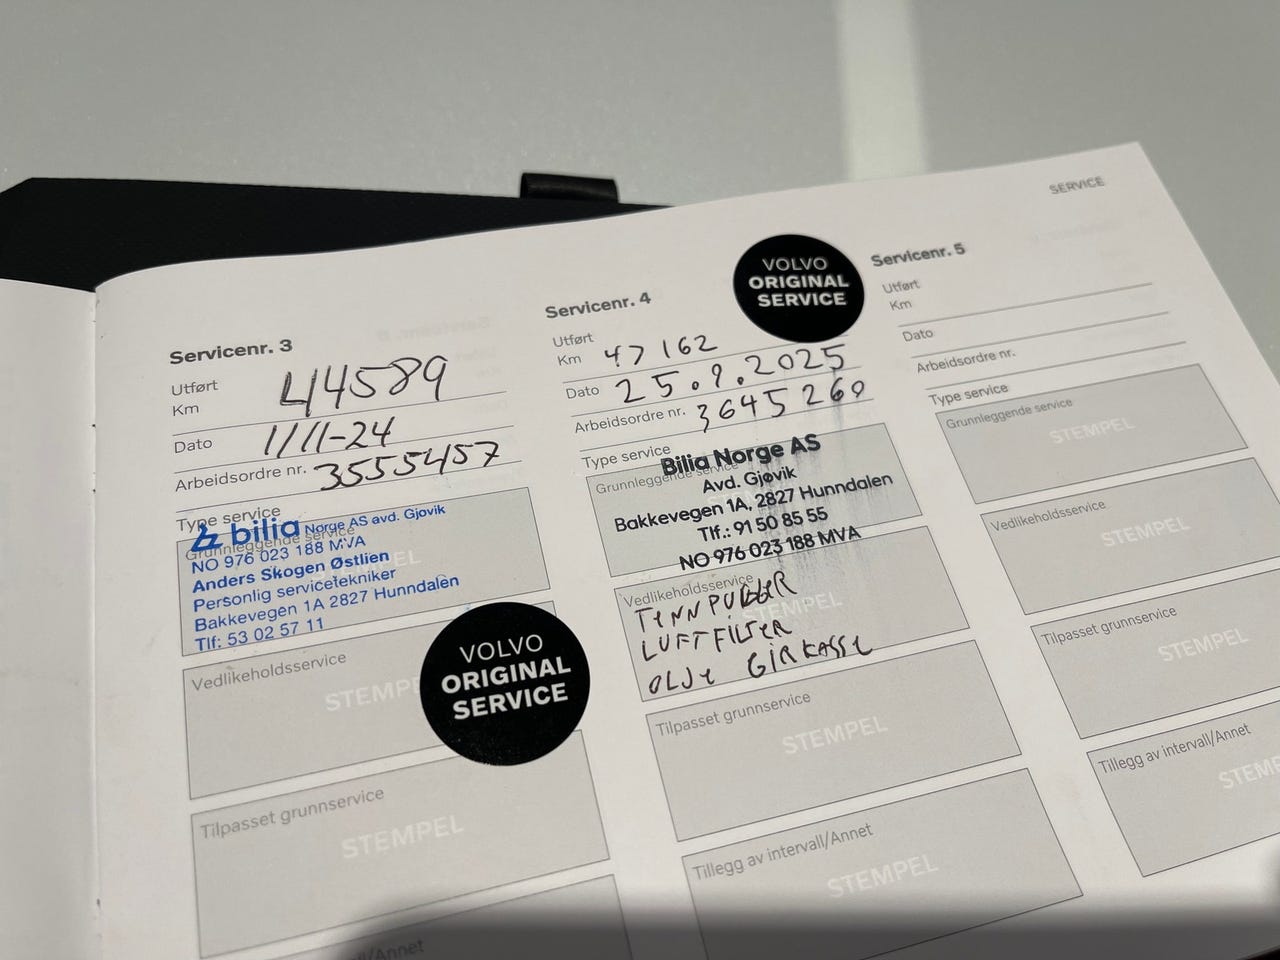 SERVICE
Servicenr. 3
Utført
Km 44589
Dato 11/11-24
Arbeidsordre nr. 3555457
Type service
Grunnleggende service
bilia Norge AS avd. Gjøvik
NO 976 023 188 MVA
Anders Skogen Østlien
Personlig servicetekniker
Bakkevegen 1A 2827 Hunndalen
Tlf: 53 02 57 11
Vedlikeholdsservice
STEMPEL
VOLVO
ORIGINAL
SERVICE
Tilpasset grunnservice
STEMPEL
/Annet
Servicenr. 4
VOLVO
ORIGINAL
SERVICE
Utført
Km 47162
Dato 25.9.2025
Arbeidsordre nr. 3645260
Type service
Grunnleggende service
Bilia Norge AS
Avd. Gjøvik
Bakkevegen 1A, 2827 Hunndalen
Tlf.: 91 50 85 55
NO 976 023 188 MVA
Vedlikeholdsservice
STEMPEL
TENNPLUGGER
LUFTFILTER
OLJE GIRKASSE
Tilpasset grunnservice
STEMPEL
Tillegg av intervall/Annet
STEMPEL
Servicenr. 5
Utført
Km
Dato
Arbeidsordre nr.
Type service
Grunnleggende service
STEMPEL
Vedlikeholdsservice
STEMPEL
Tilpasset grunnservice
STEMPEL
Tillegg av intervall/Annet
STEMPE